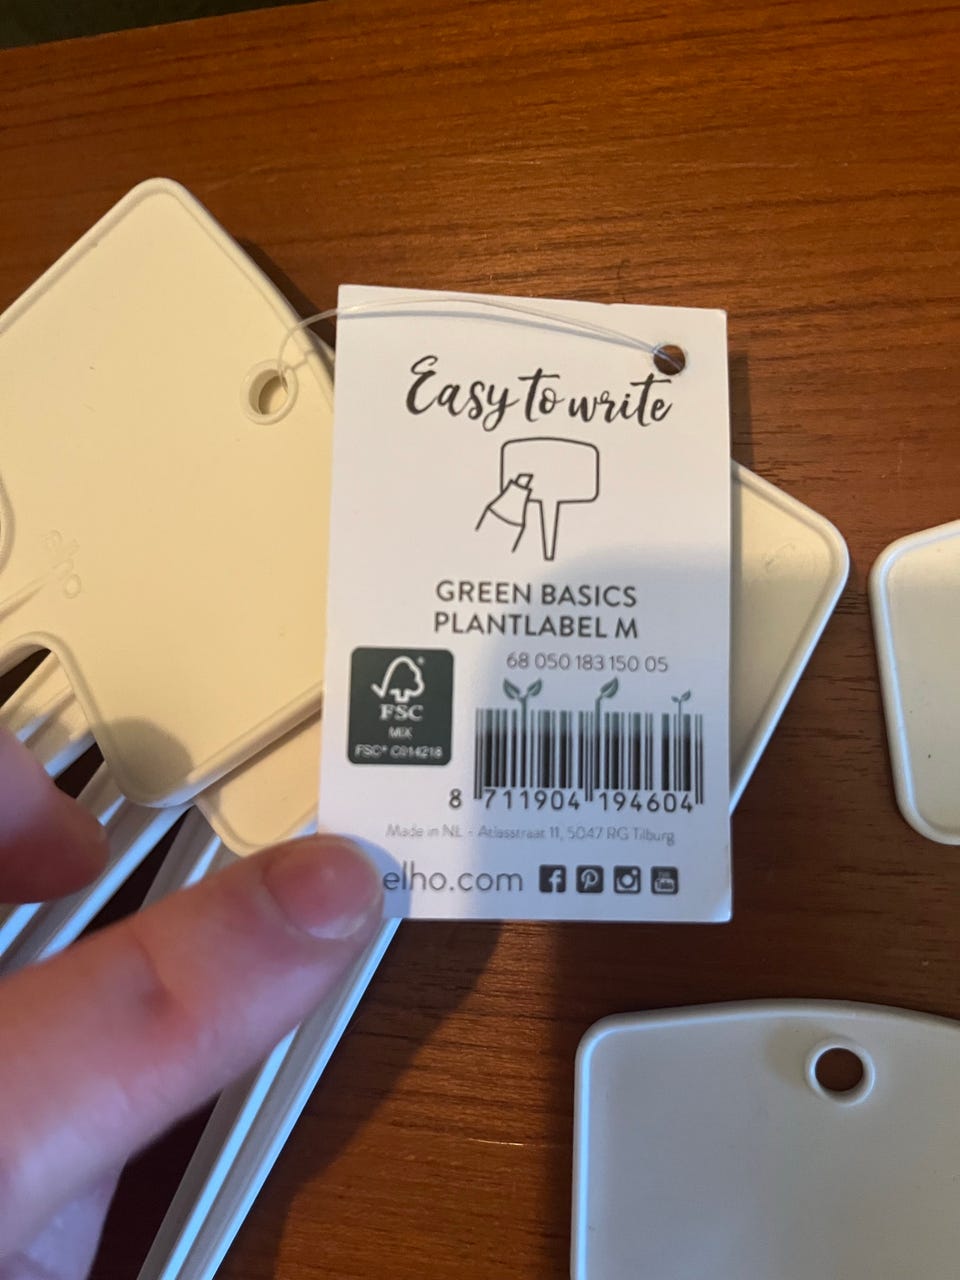 Easy to write
GREEN BASICS
PLANTLABEL M
68 050 183 150 05
FSC
MIX
FSC® C014218
8 711904 194604
Made in NL - Atlasstraat 11, 5047 RG Tilburg
elho.com
elho